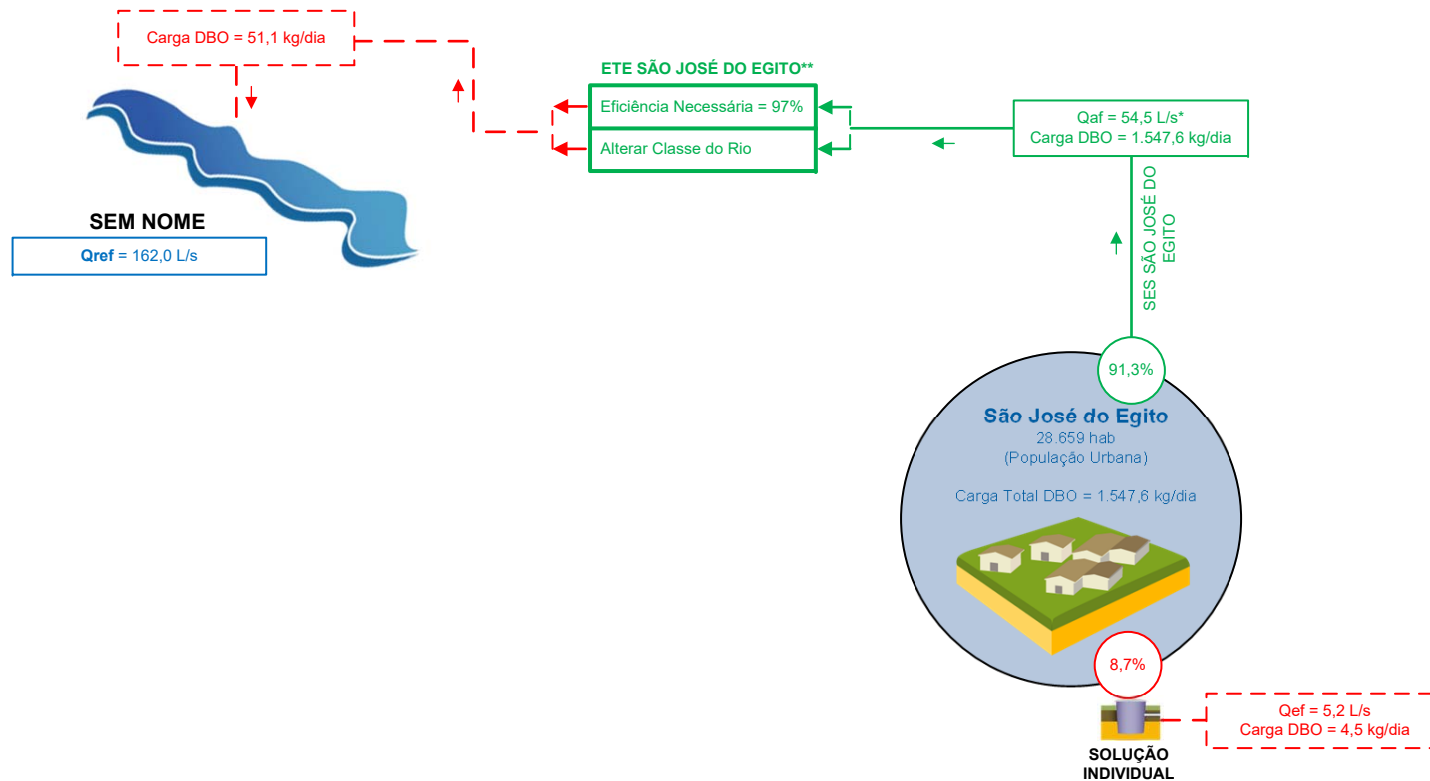 Carga DBO = 51,1 kg/dia
SEM NOME
Qref = 162,0 L/s
ETE SÃO JOSÉ DO EGITO**
Eficiência Necessária = 97%
Alterar Classe do Rio
Qaf = 54,5 L/s*
Carga DBO = 1.547,6 kg/dia
SES SÃO JOSÉ DO
EGITO
91,3%
São José do Egito
28.659 hab
(População Urbana)
Carga Total DBO = 1.547,6 kg/dia
8,7%
SOLUÇÃO
INDIVIDUAL
Qef = 5,2 L/s
Carga DBO = 4,5 kg/dia